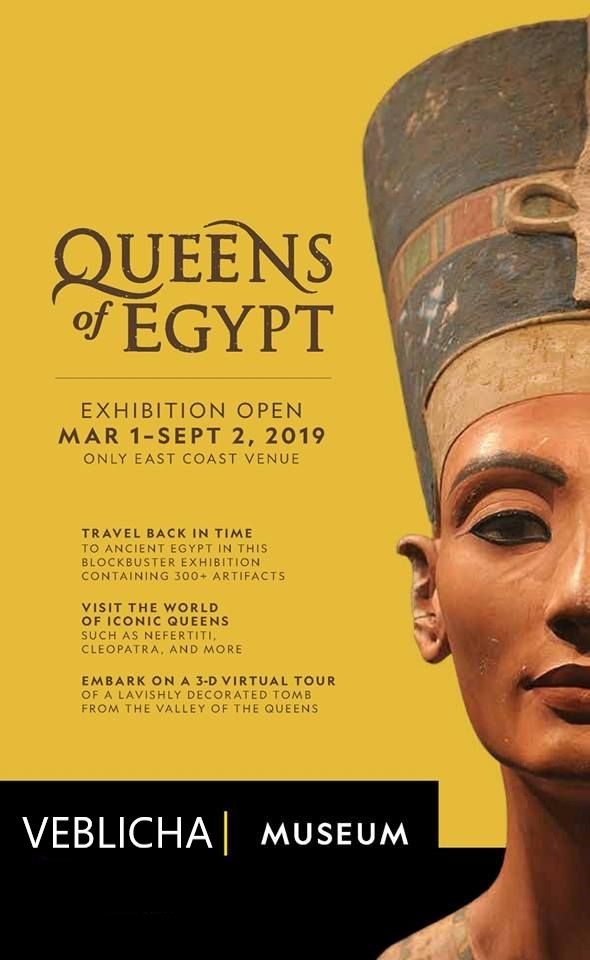 QUEENS
of EGYPT
EXHIBITION OPEN
MAR 1–SEPT 2, 2019
ONLY EAST COAST VENUE
TRAVEL BACK IN TIME
TO ANCIENT EGYPT IN THIS
BLOCKBUSTER EXHIBITION
CONTAINING 300+ ARTIFACTS
VISIT THE WORLD
OF ICONIC QUEENS
SUCH AS NEFERTITI,
CLEOPATRA, AND MORE
EMBARK ON A 3-D VIRTUAL TOUR
OF A LAVISHLY DECORATED TOMB
FROM THE VALLEY OF THE QUEENS
VEBLICHA | MUSEUM